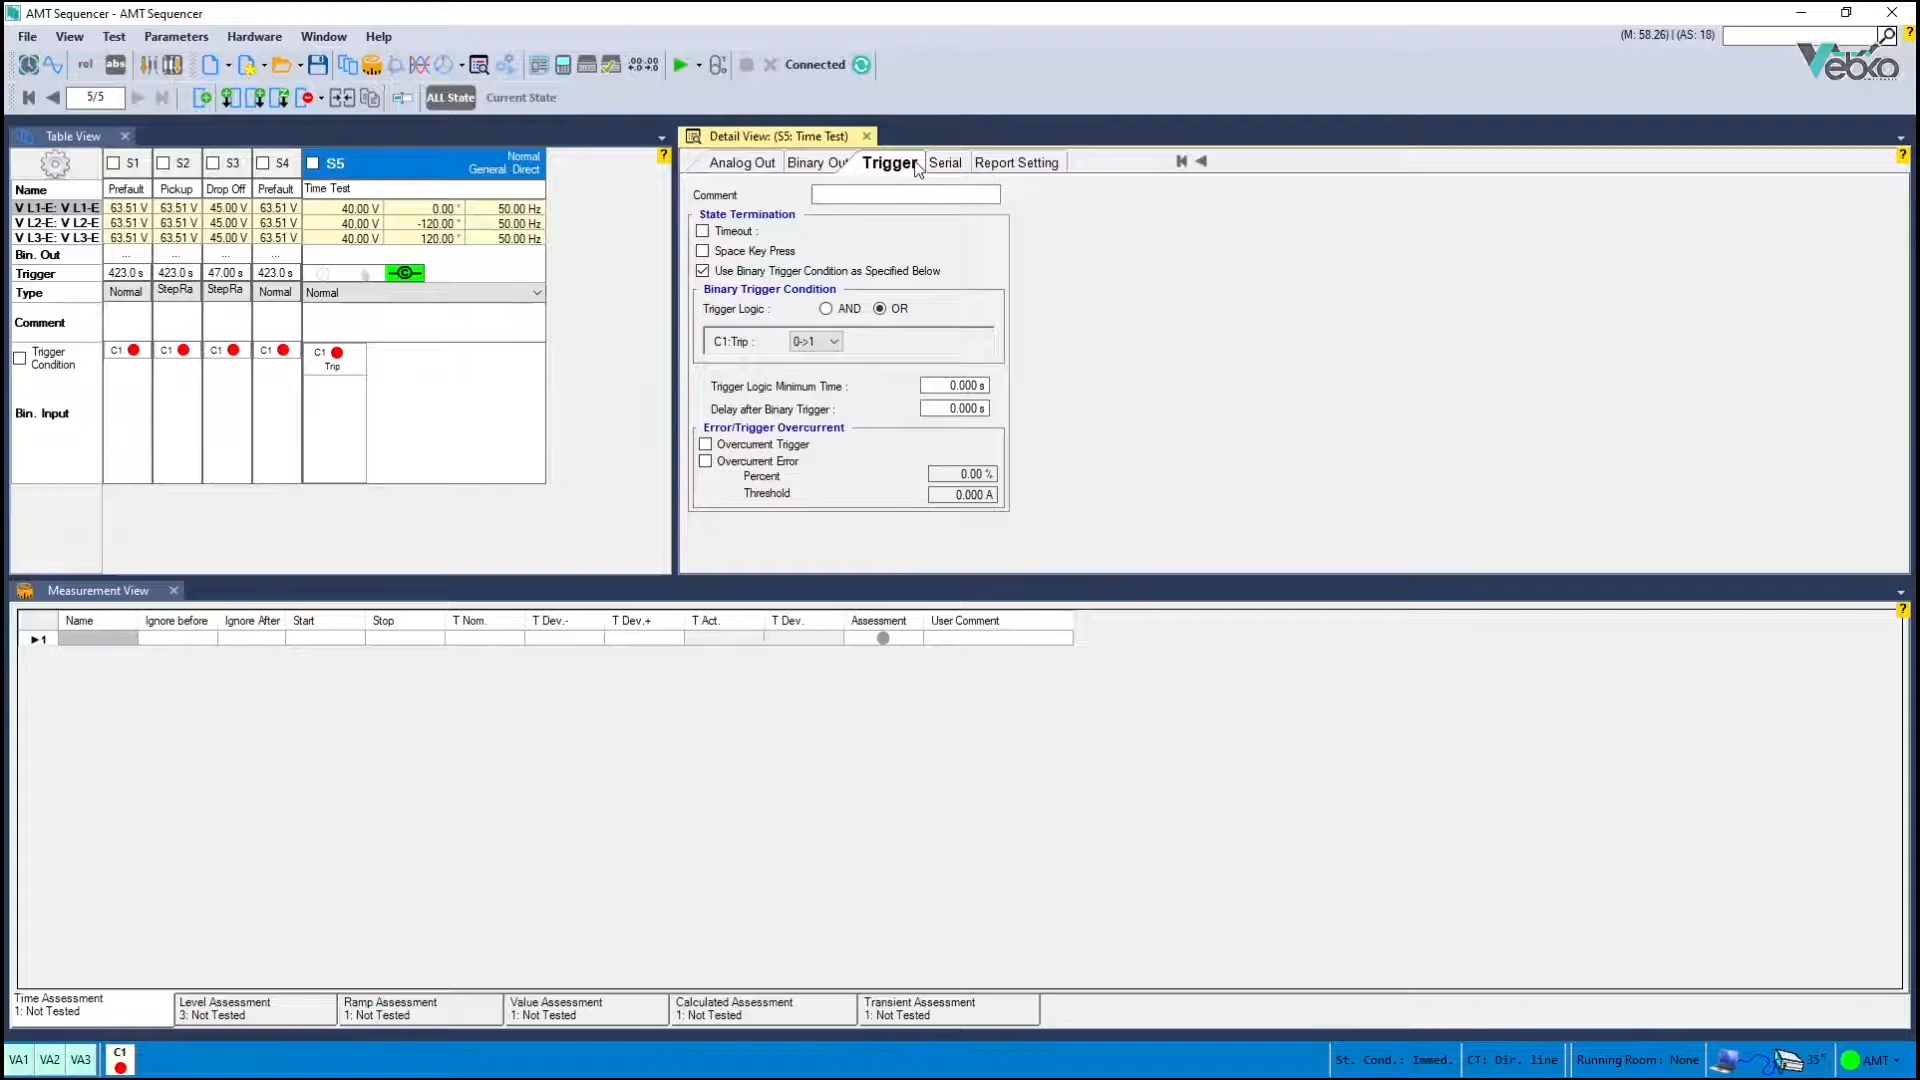 AMT Sequencer - AMT Sequencer
File View Test Parameters Hardware Window Help
(M: 58.26) | (AS: 18)
?
Vebko
rel abs Connected
5/5 ALL State Current State
Table View
Detail View: (S5: Time Test)
?
?
S1 S2 S3 S4 S5 Normal
General: Direct
Analog Out Binary Out Trigger Serial Report Setting
Name Prefault Pickup Drop Off Prefault Time Test
V L1-E: V L1-E 63.51 V 63.51 V 45.00 V 63.51 V 40.00 V 0.00 ° 50.00 Hz
V L2-E: V L2-E 63.51 V 63.51 V 45.00 V 63.51 V 40.00 V -120.00 ° 50.00 Hz
V L3-E: V L3-E 63.51 V 63.51 V 45.00 V 63.51 V 40.00 V 120.00 ° 50.00 Hz
Bin. Out ... ... ... ...
Trigger 423.0 s 423.0 s 47.00 s 423.0 s C
Type Normal StepRa StepRa Normal Normal
Comment
Trigger Condition C1 C1 C1 C1 C1
Trip
Bin. Input
Comment
State Termination
Timeout :
Space Key Press
Use Binary Trigger Condition as Specified Below
Binary Trigger Condition
Trigger Logic : AND OR
C1:Trip : 0->1
Trigger Logic Minimum Time : 0.000 s
Delay after Binary Trigger : 0.000 s
Error/Trigger Overcurrent
Overcurrent Trigger
Overcurrent Error
Percent 0.00 %
Threshold 0.000 A
Measurement View
?
Name Ignore before Ignore After Start Stop T Nom. T Dev.- T Dev.+ T Act. T Dev. Assessment User Comment
1
Time Assessment
1: Not Tested
Level Assessment
3: Not Tested
Ramp Assessment
1: Not Tested
Value Assessment
1: Not Tested
Calculated Assessment
1: Not Tested
Transient Assessment
1: Not Tested
VA1 VA2 VA3 C1
St. Cond.: Immed. CT: Dir. line Running Room: None 35° AMT